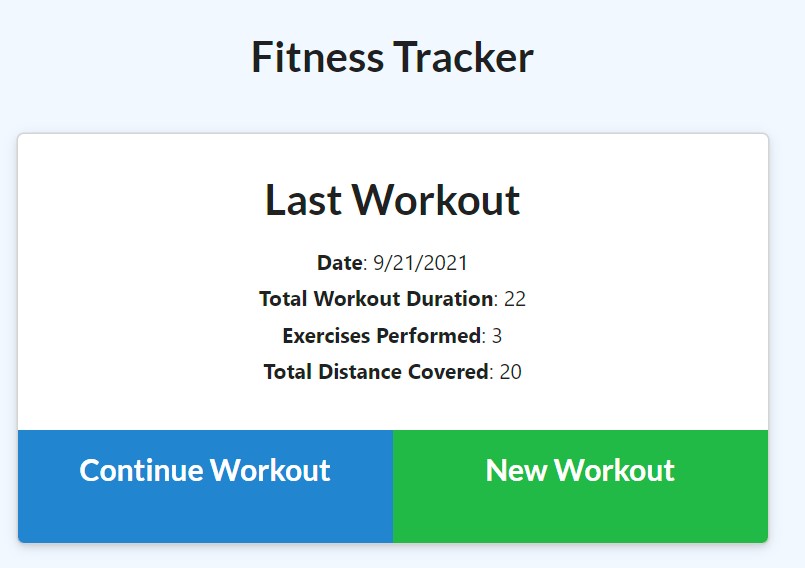 Fitness Tracker
Last Workout
Date: 9/21/2021
Total Workout Duration: 22
Exercises Performed: 3
Total Distance Covered: 20
Continue Workout
New Workout